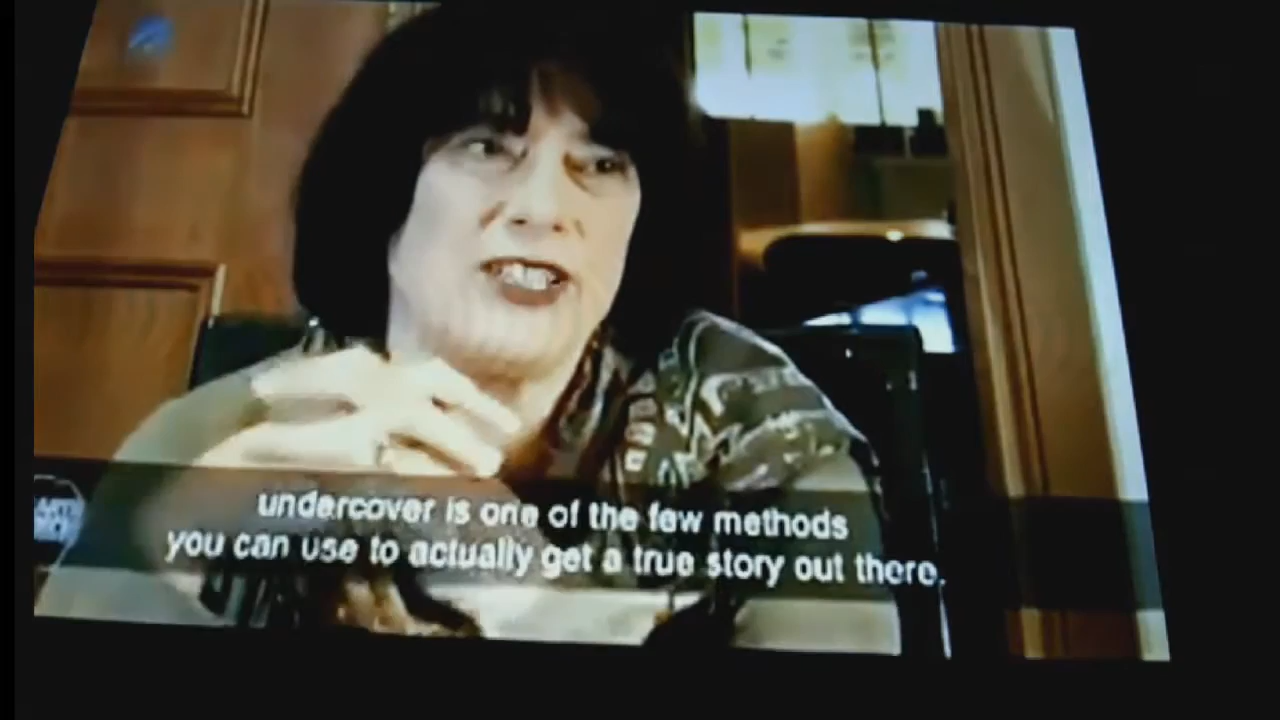 undercover is one of the few methods
you can use to actually get a true story out there.